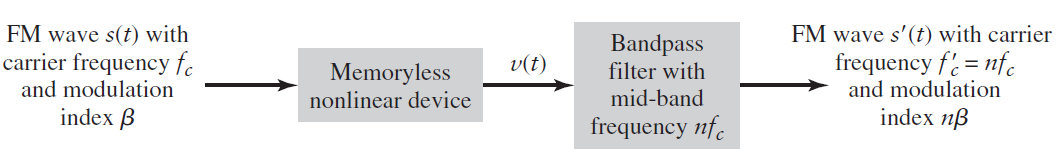 FM wave s(t) with
carrier frequency f_c
and modulation
index β
Memoryless
nonlinear device
v(t)
Bandpass
filter with
mid-band
frequency nf_c
FM wave s′(t) with carrier
frequency f′_c = nf_c
and modulation
index nβ